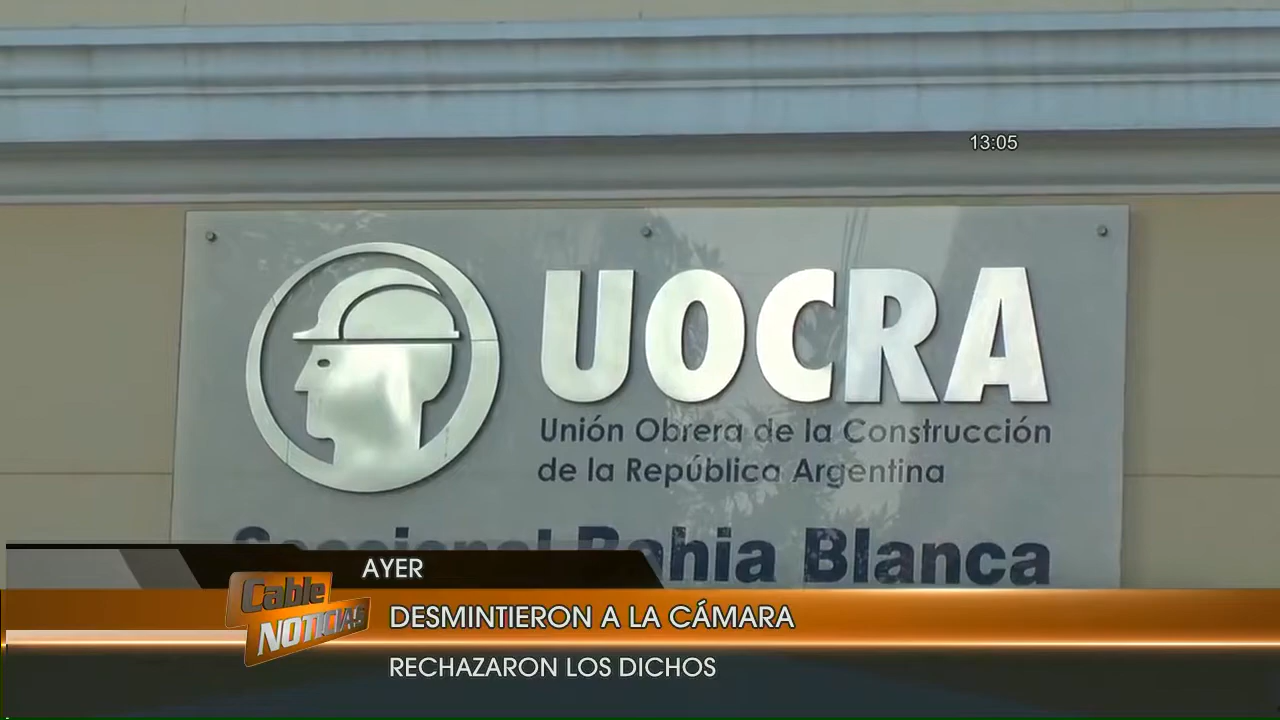 13:05
UOCRA
Unión Obrera de la Construcción
de la República Argentina
Seccional Bahia Blanca
AYER
Cable
NOTICIAS
DESMINTIERON A LA CÁMARA
RECHAZARON LOS DICHOS